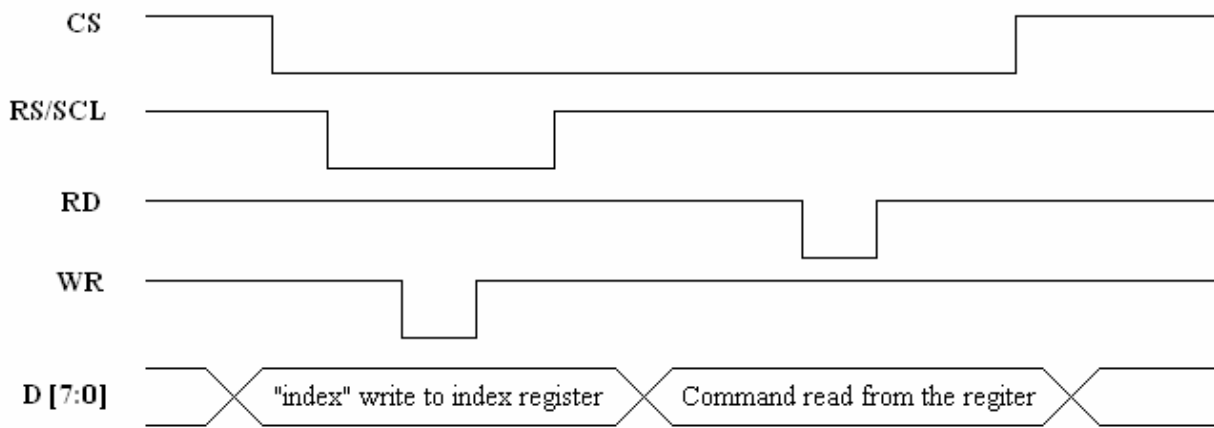 CS
RS/SCL
RD
WR
D [7:0]
"index" write to index register
Command read from the regiter